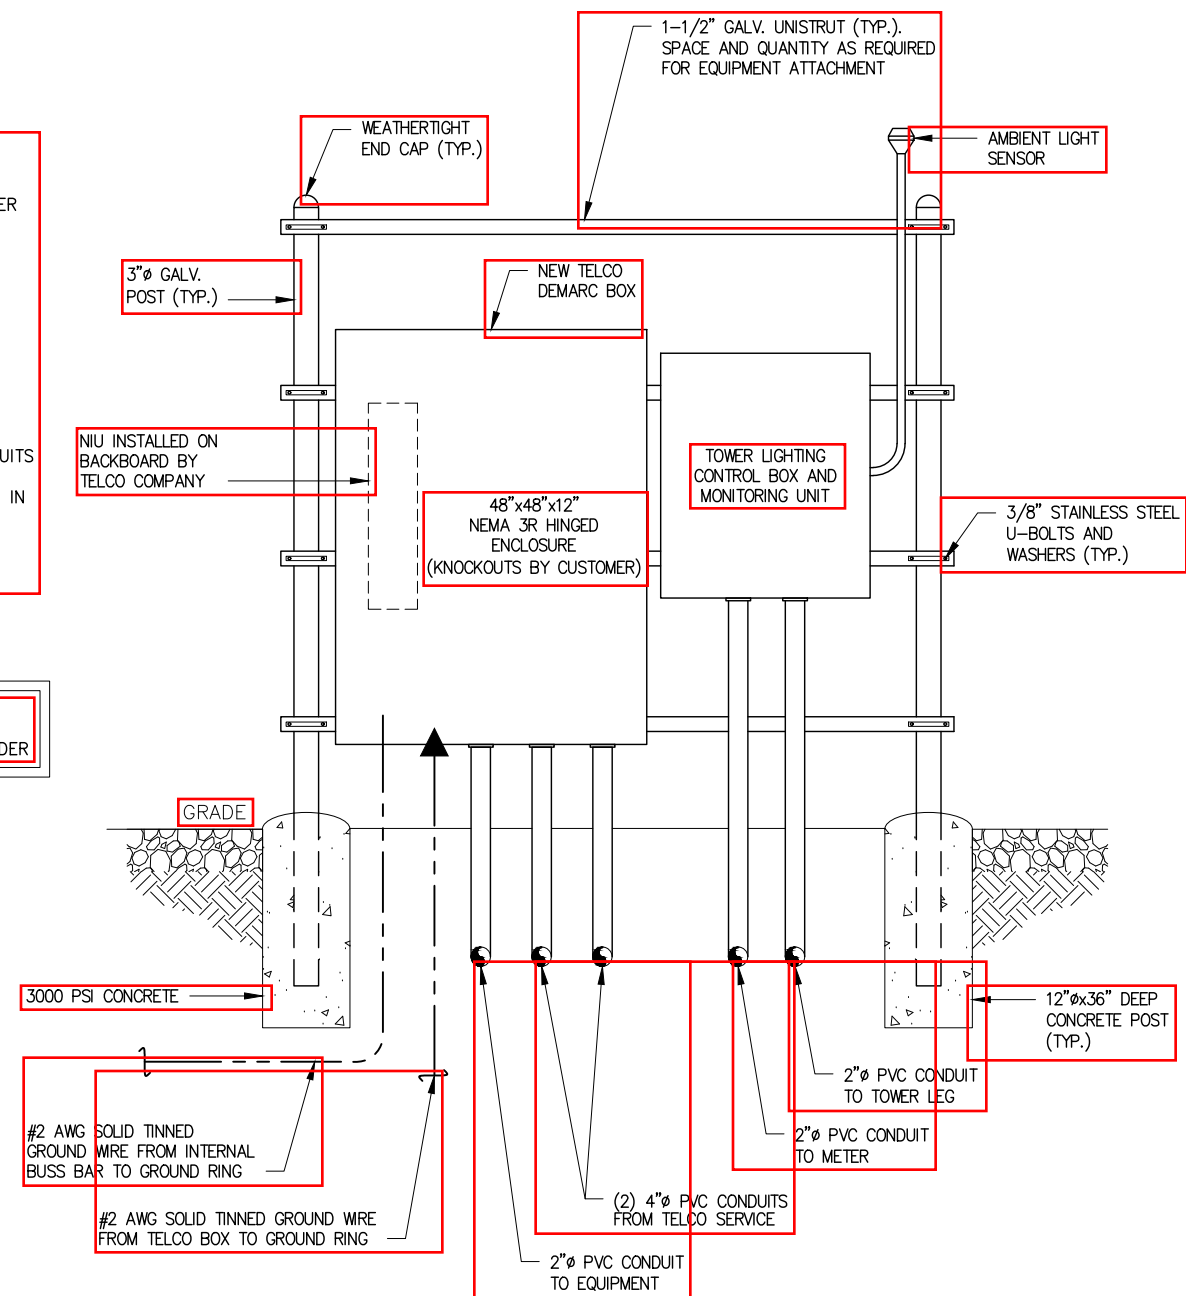 1-1/2" GALV. UNISTRUT (TYP.).
SPACE AND QUANTITY AS REQUIRED
FOR EQUIPMENT ATTACHMENT
WEATHERTIGHT
END CAP (TYP.)
AMBIENT LIGHT
SENSOR
3"ø GALV.
POST (TYP.)
NEW TELCO
DEMARC BOX
NIU INSTALLED ON
BACKBOARD BY
TELCO COMPANY
48"x48"x12"
NEMA 3R HINGED
ENCLOSURE
(KNOCKOUTS BY CUSTOMER)
TOWER LIGHTING
CONTROL BOX AND
MONITORING UNIT
3/8" STAINLESS STEEL
U-BOLTS AND
WASHERS (TYP.)
IN
GRADE
3000 PSI CONCRETE
12"øx36" DEEP
CONCRETE POST
(TYP.)
2"ø PVC CONDUIT
TO TOWER LEG
2"ø PVC CONDUIT
TO METER
#2 AWG SOLID TINNED
GROUND WIRE FROM INTERNAL
BUSS BAR TO GROUND RING
(2) 4"ø PVC CONDUITS
FROM TELCO SERVICE
#2 AWG SOLID TINNED GROUND WIRE
FROM TELCO BOX TO GROUND RING
2"ø PVC CONDUIT
TO EQUIPMENT